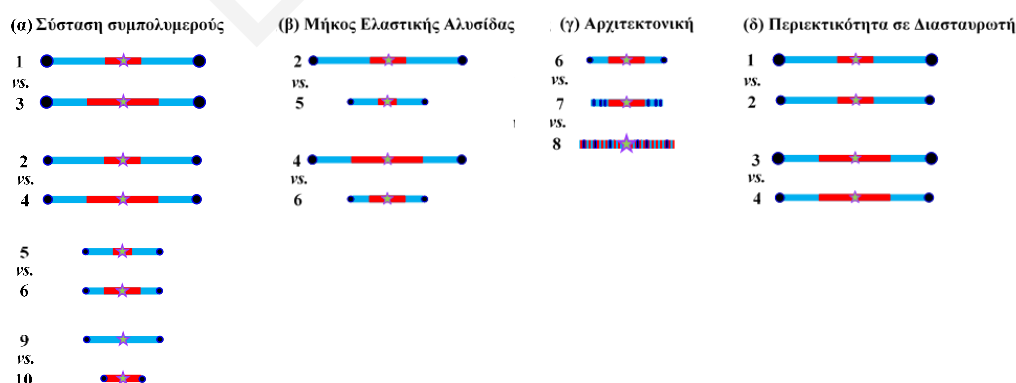 (α) Σύσταση συμπολυμερούς
1
vs.
3
2
vs.
4
5
vs.
6
9
vs.
10
(β) Μήκος Ελαστικής Αλυσίδας
2
vs.
5
4
vs.
6
(γ) Αρχιτεκτονική
6
vs.
7
vs.
8
(δ) Περιεκτικότητα σε Διασταυρωτή
1
vs.
2
3
vs.
4